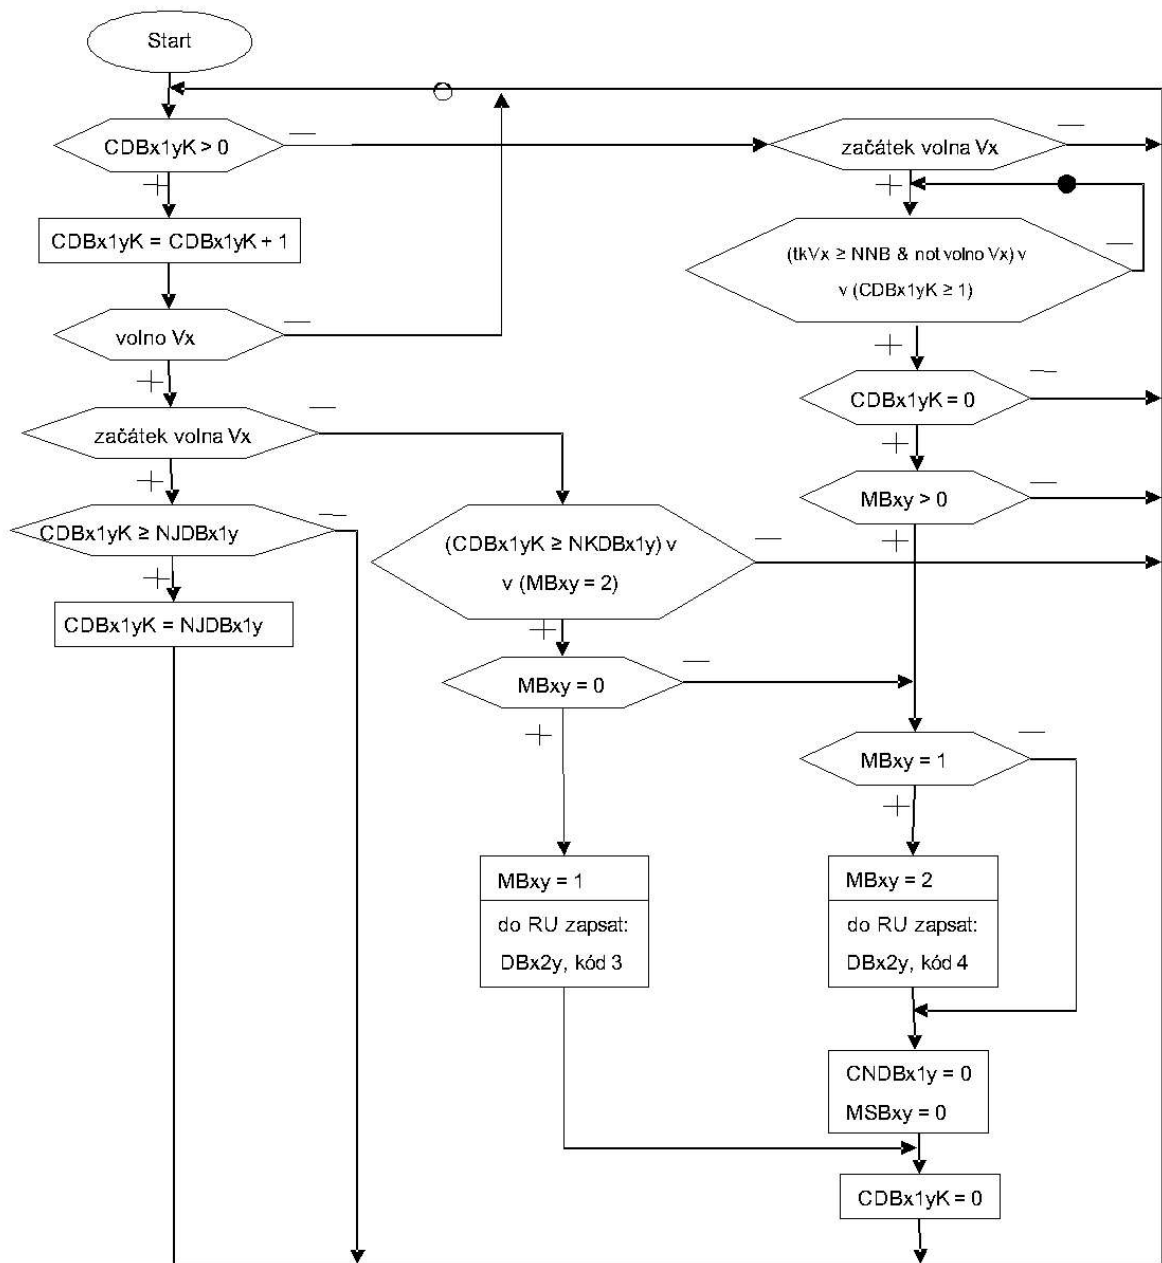 Start
CDBx1yK > 0
+
—
CDBx1yK = CDBx1yK + 1
volno Vx
—
+
začátek volna Vx
—
+
CDBx1yK ≥ NJDBx1y
—
+
CDBx1yK = NJDBx1y
(CDBx1yK ≥ NKDBx1y) v
v (MBxy = 2)
—
+
MBxy = 0
—
+
MBxy = 1
do RU zapsat:
DBx2y, kód 3
začátek volna Vx
—
+
(tkVx ≥ NNB & not volno Vx) v
v (CDBx1yK ≥ 1)
—
+
CDBx1yK = 0
—
+
MBxy > 0
—
+
MBxy = 1
—
+
MBxy = 2
do RU zapsat:
DBx2y, kód 4
CNDBx1y = 0
MSBxy = 0
CDBx1yK = 0